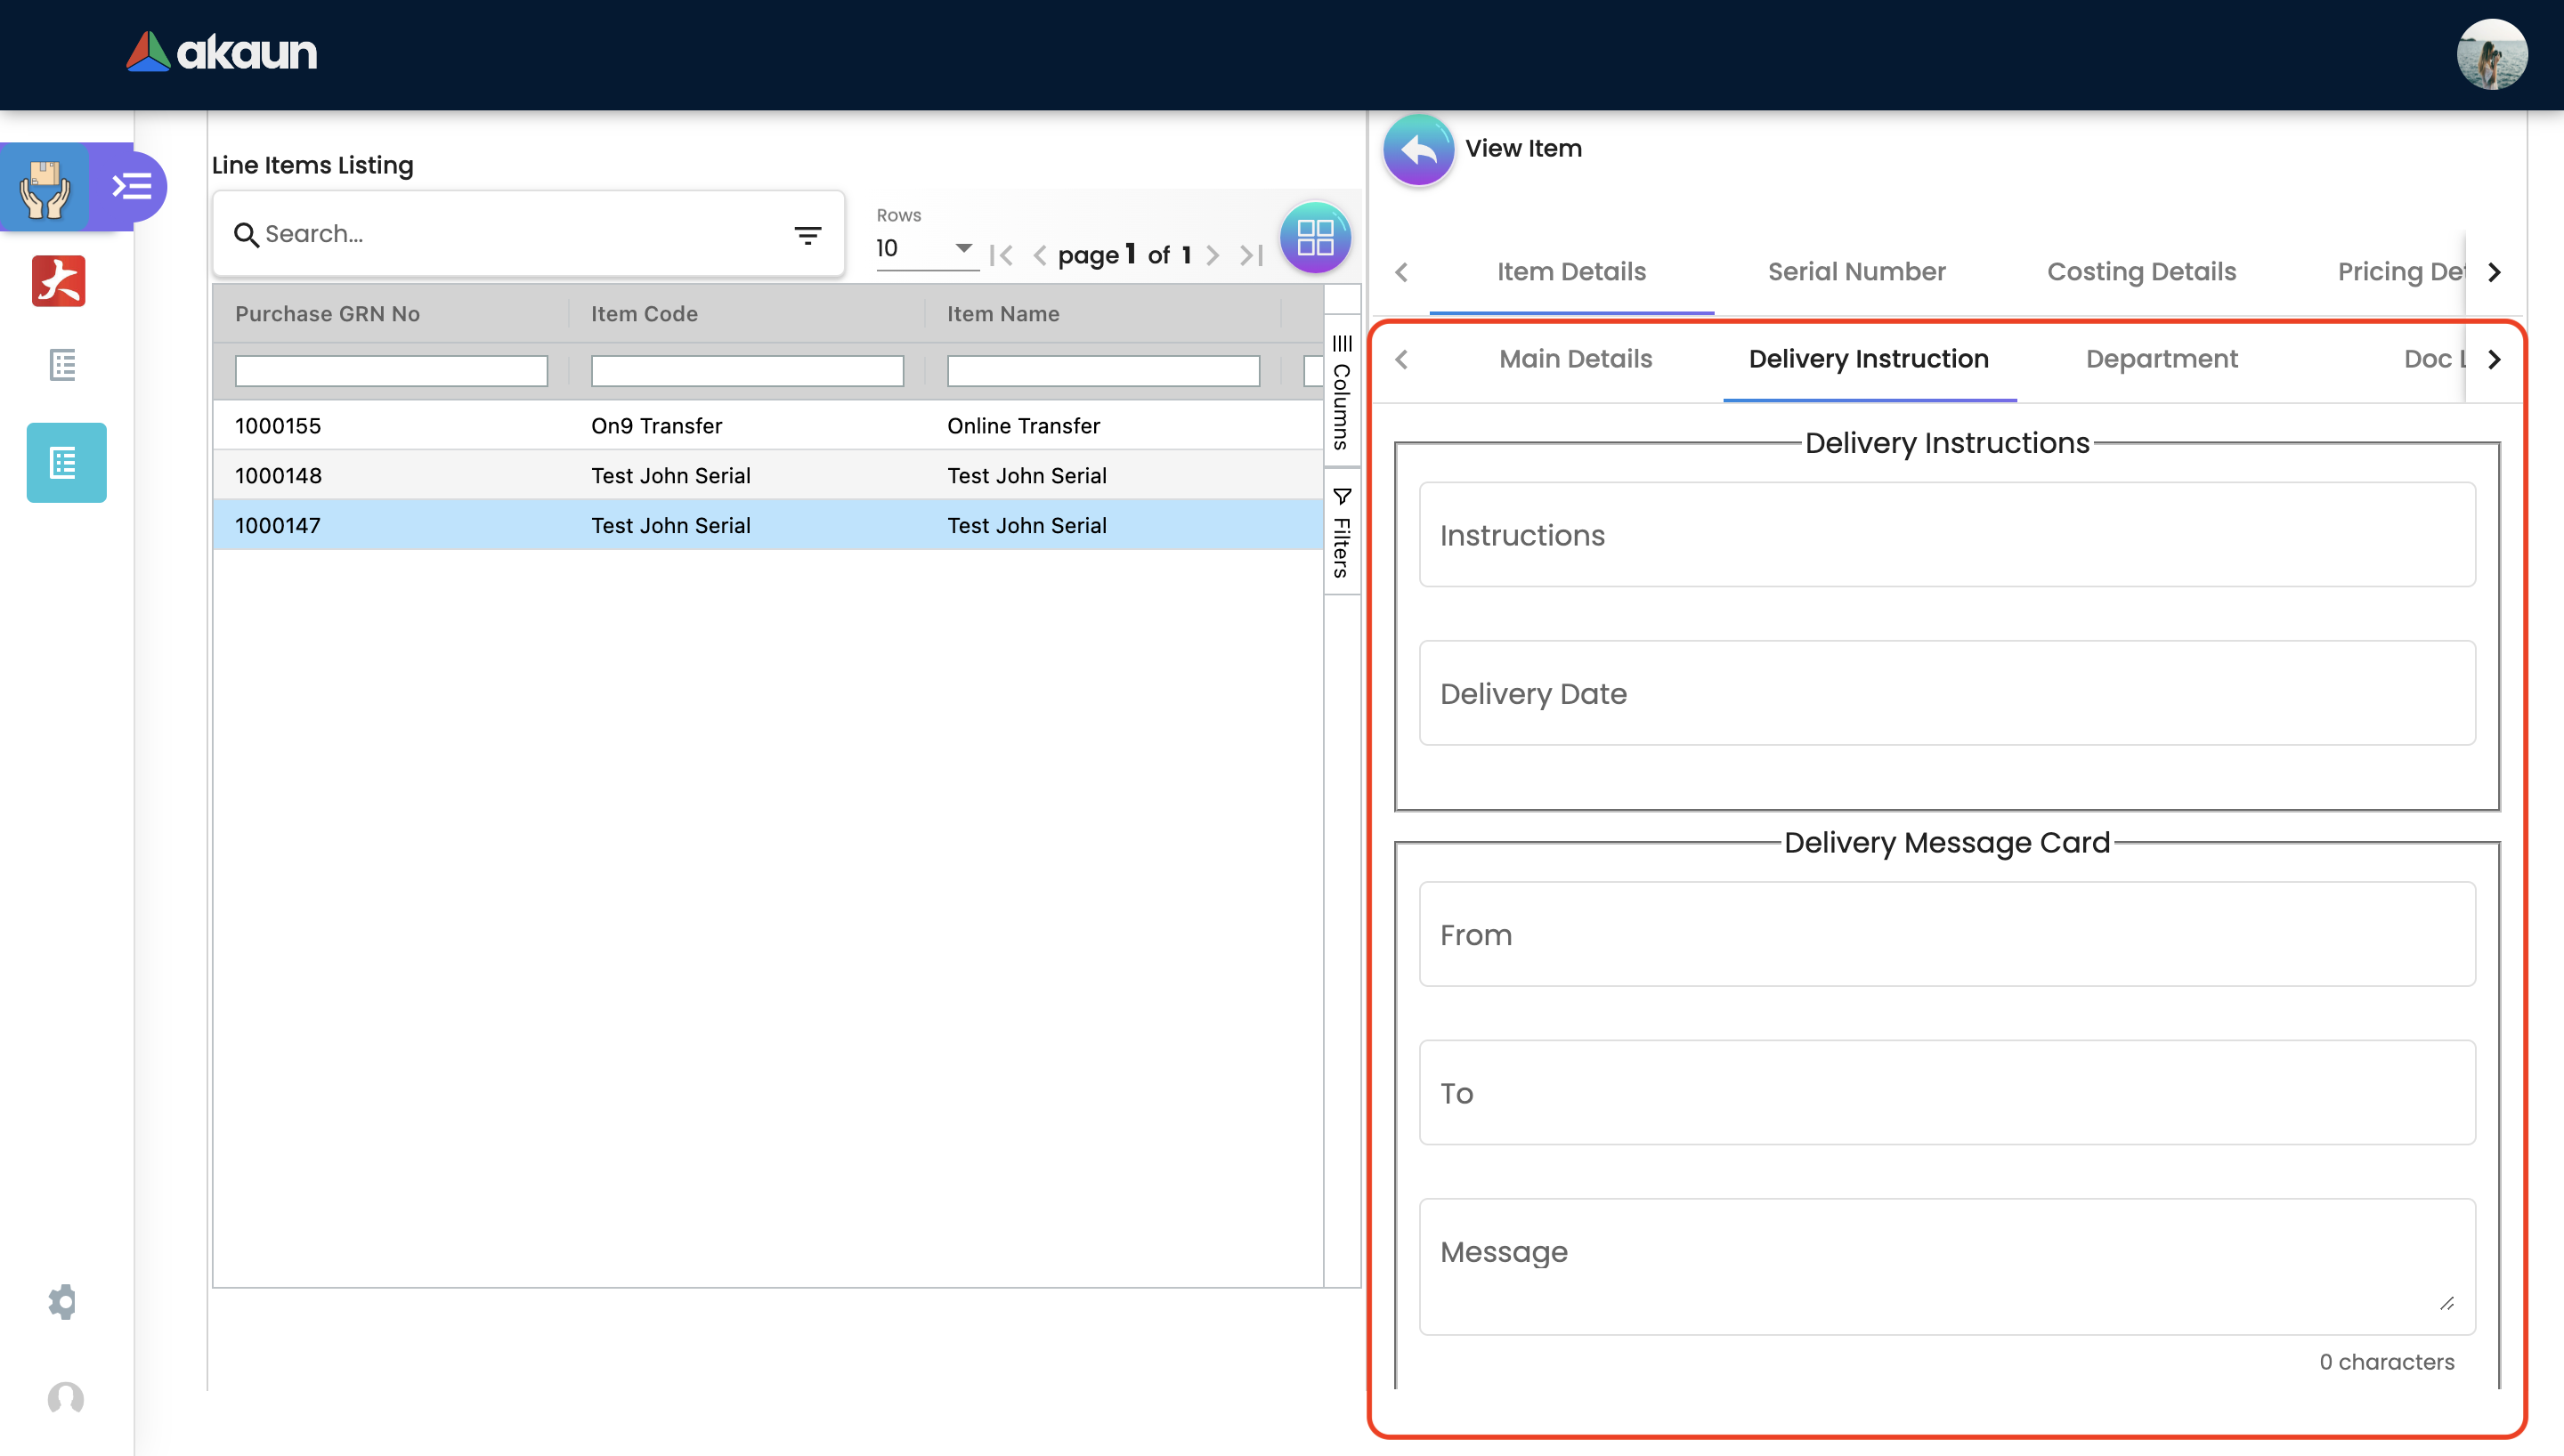 akaun
Line Items Listing
Search...
Rows
10
page 1 of 1
Purchase GRN No
Item Code
Item Name
1000155
On9 Transfer
Online Transfer
1000148
Test John Serial
Test John Serial
1000147
Test John Serial
Test John Serial
Columns
Filters
View Item
Item Details
Serial Number
Costing Details
Pricing Det
Main Details
Delivery Instruction
Department
Doc L
Delivery Instructions
Instructions
Delivery Date
Delivery Message Card
From
To
Message
0 characters